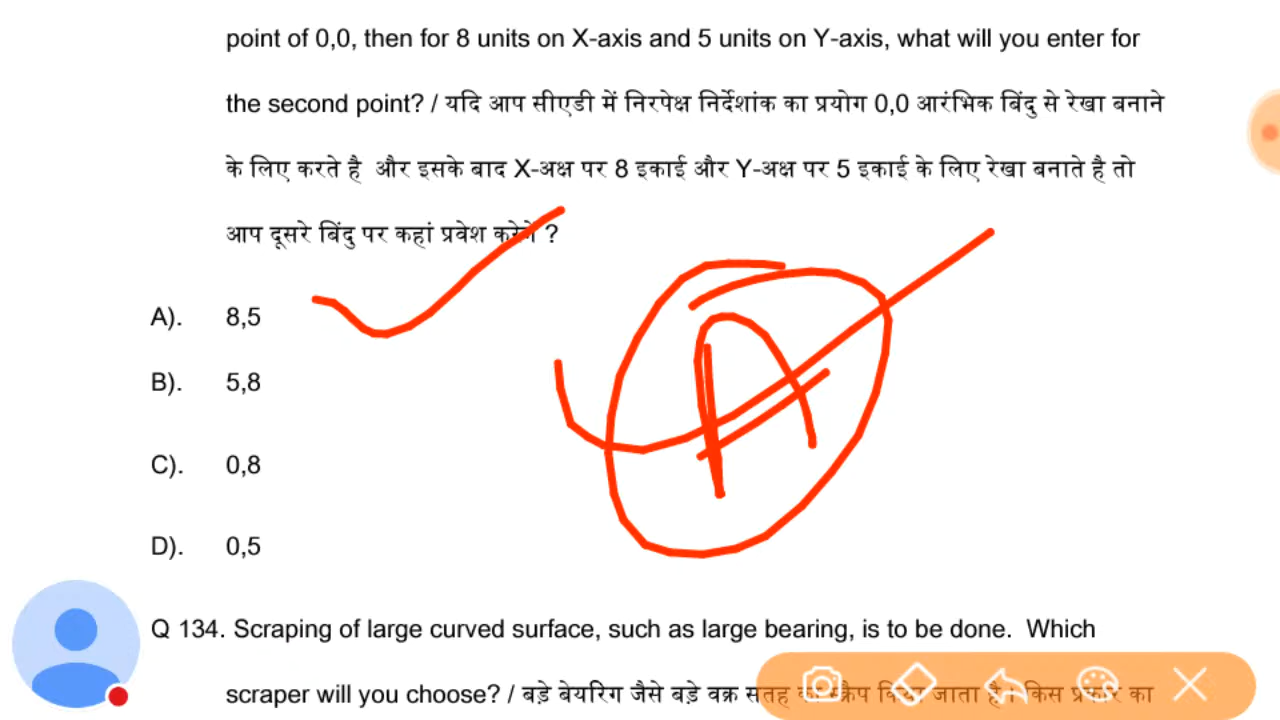 point of 0,0, then for 8 units on X-axis and 5 units on Y-axis, what will you enter for
the second point? / यदि आप सीएडी में निरपेक्ष निर्देशांक का प्रयोग 0,0 आरंभिक बिंदु से रेखा बनाने
के लिए करते है और इसके बाद X-अक्ष पर 8 इकाई और Y-अक्ष पर 5 इकाई के लिए रेखा बनाते है तो
आप दूसरे बिंदु पर कहां प्रवेश करेगें ?
A). 8,5
A
B). 5,8
C). 0,8
D). 0,5
Q 134. Scraping of large curved surface, such as large bearing, is to be done. Which
scraper will you choose? / बड़े बेयरिग जैसे बड़े वक्र सतह को स्क्रैप किया जाता है। किस प्रकार का